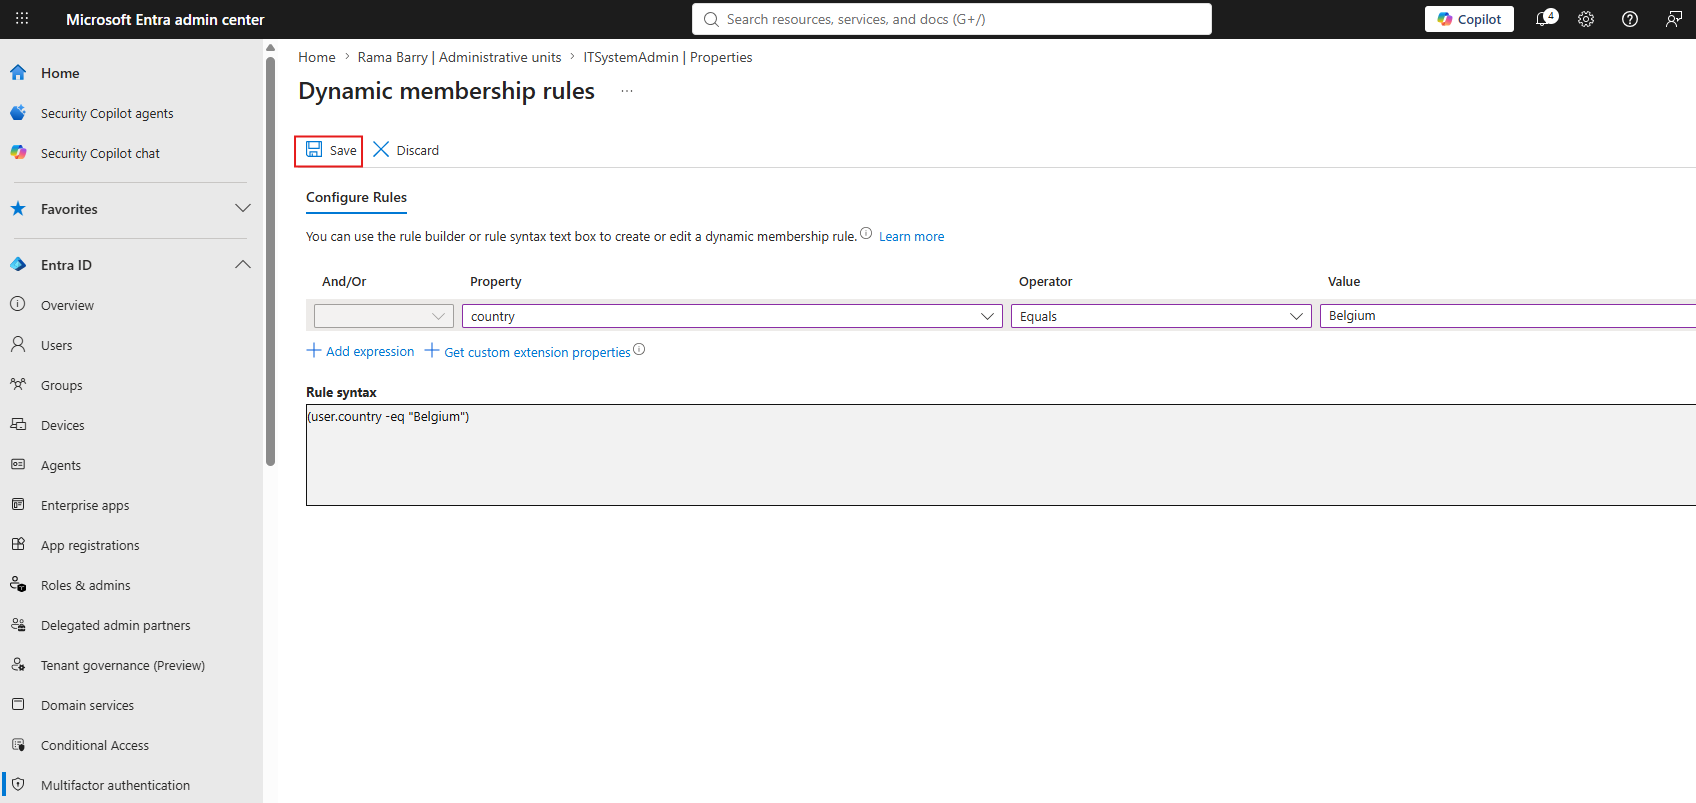 Microsoft Entra admin center
Search resources, services, and docs (G+/)
Copilot
4
Home
Security Copilot agents
Security Copilot chat
Favorites
Entra ID
Overview
Users
Groups
Devices
Agents
Enterprise apps
App registrations
Roles & admins
Delegated admin partners
Tenant governance (Preview)
Domain services
Conditional Access
Multifactor authentication
Home > Rama Barry | Administrative units > ITSystemAdmin | Properties
Dynamic membership rules ...
Save Discard
Configure Rules
You can use the rule builder or rule syntax text box to create or edit a dynamic membership rule. Learn more
And/Or Property Operator Value
country Equals Belgium
+ Add expression + Get custom extension properties
Rule syntax
(user.country -eq "Belgium")